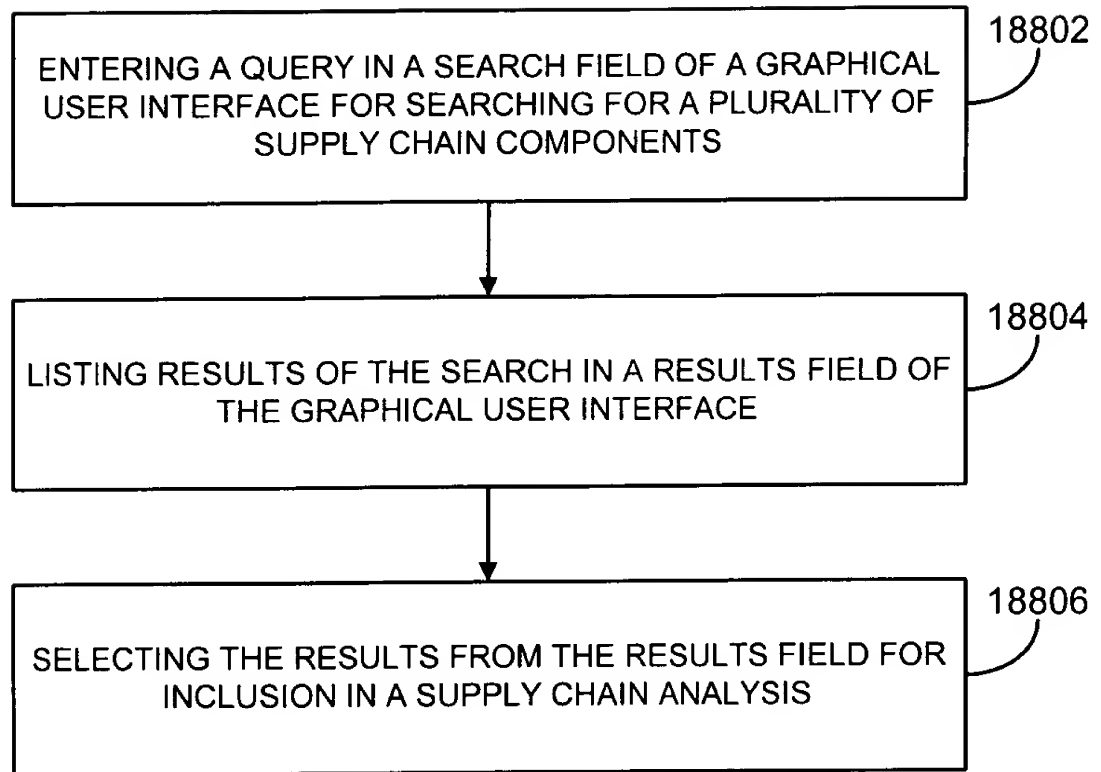 18802
ENTERING A QUERY IN A SEARCH FIELD OF A GRAPHICAL
USER INTERFACE FOR SEARCHING FOR A PLURALITY OF
SUPPLY CHAIN COMPONENTS
18804
LISTING RESULTS OF THE SEARCH IN A RESULTS FIELD OF
THE GRAPHICAL USER INTERFACE
18806
SELECTING THE RESULTS FROM THE RESULTS FIELD FOR
INCLUSION IN A SUPPLY CHAIN ANALYSIS